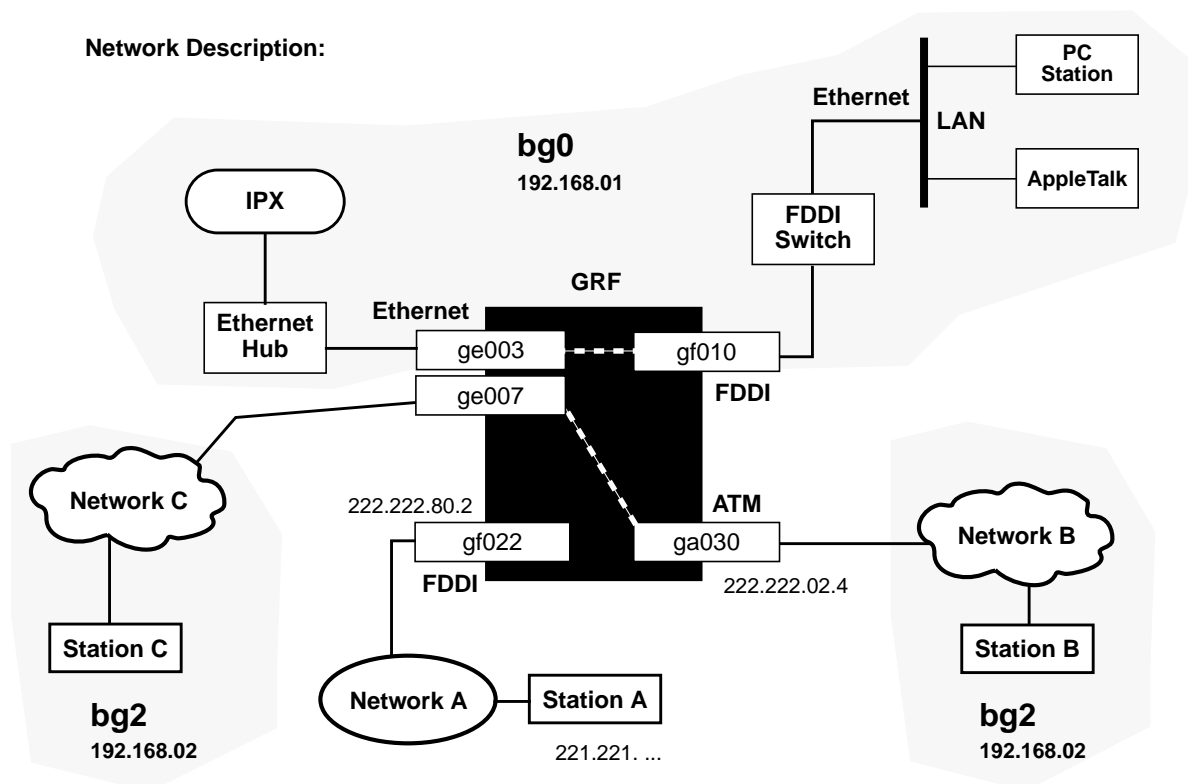 Network Description:
PC
Station
Ethernet
LAN
bg0
192.168.01
AppleTalk
IPX
FDDI
Switch
GRF
Ethernet
Ethernet
Hub
ge003
gf010
ge007
FDDI
Network C
222.222.80.2
ATM
gf022
ga030
Network B
FDDI
222.222.02.4
Station C
Station B
Network A
Station A
bg2
192.168.02
bg2
192.168.02
221.221. ...